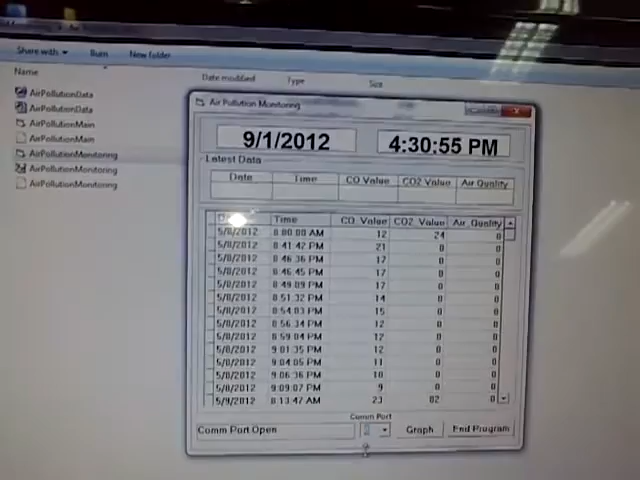 Share with Burn New folder
Name Date modified Type Size
AirPollutionData
AirPollutionData
AirPollutionMain
AirPollutionMain
AirPollutionMonitoring
AirPollutionMonitoring
AirPollutionMonitoring
Air Pollution Monitoring
9/1/2012 4:30:55 PM
Latest Data
Date Time CO Value CO2 Value Air Quality
Time CO_Value CO2_Value Air_Quality
5/8/2012 8:00:00 AM 12 24 0
5/8/2012 8:41:42 PM 21 0 0
5/8/2012 8:46:36 PM 17 0 0
5/8/2012 8:46:45 PM 17 0 0
5/8/2012 8:49:09 PM 17 0 0
5/8/2012 8:51:32 PM 14 0 0
5/8/2012 8:54:03 PM 15 0 0
5/8/2012 8:56:34 PM 12 0 0
5/8/2012 8:59:04 PM 12 0 0
5/8/2012 9:01:35 PM 12 0 0
5/8/2012 9:04:05 PM 11 0 0
5/8/2012 9:06:36 PM 10 0 0
5/8/2012 9:09:07 PM 9 0 0
5/9/2012 8:13:47 AM 23 82 0
Comm Port
Comm Port Open Graph End Program